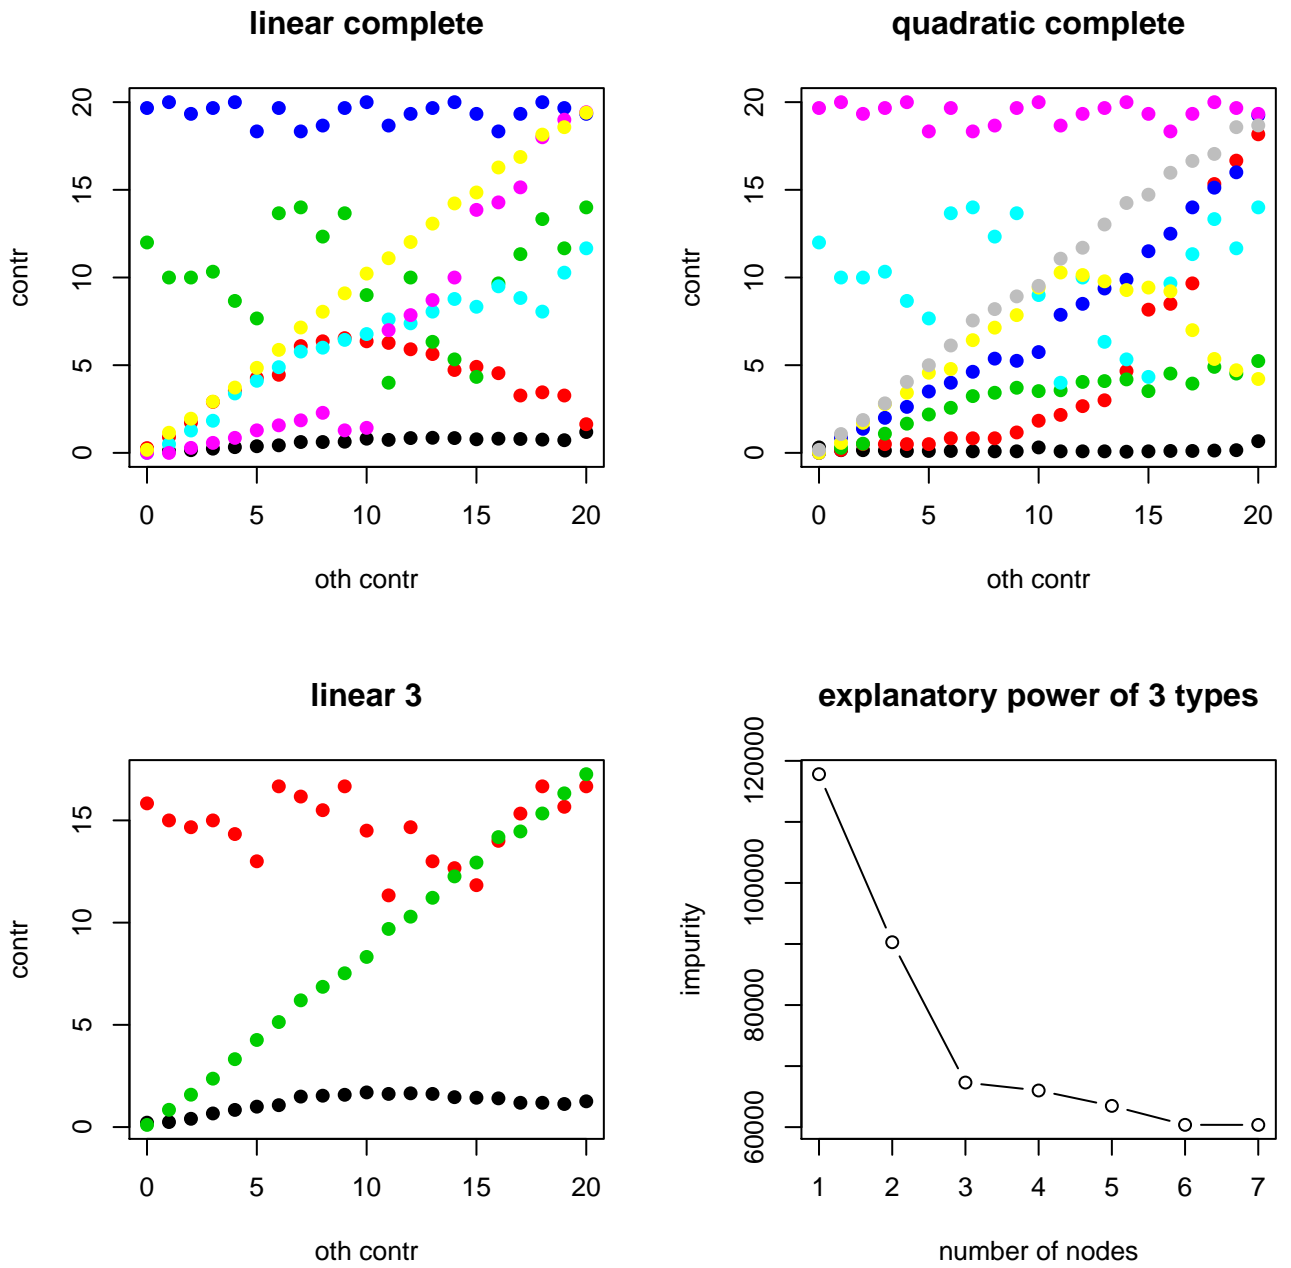 linear complete
contr
0 5 10 15 20
0 5 10 15 20
oth contr
quadratic complete
contr
0 5 10 15 20
0 5 10 15 20
oth contr
linear 3
contr
0 5 10 15
0 5 10 15 20
oth contr
explanatory power of 3 types
impurity
60000 80000 100000 120000
1 2 3 4 5 6 7
number of nodes